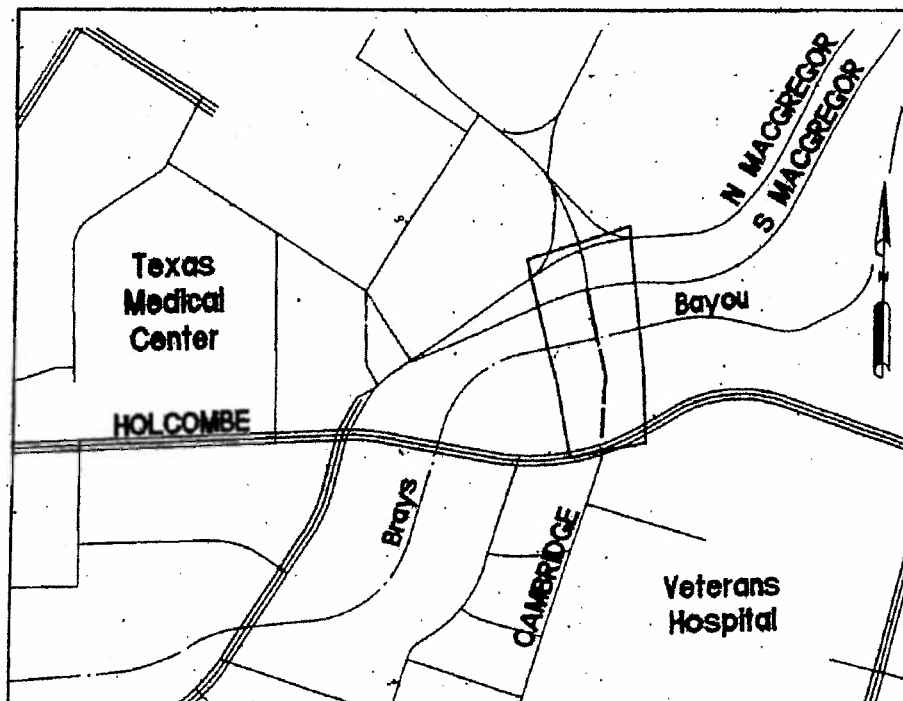 N MACGREGOR
S MACGREGOR
Texas
Medical
Center
Bayou
HOLCOMBE
Brays
CAMBRIDGE
Veterans
Hospital
N